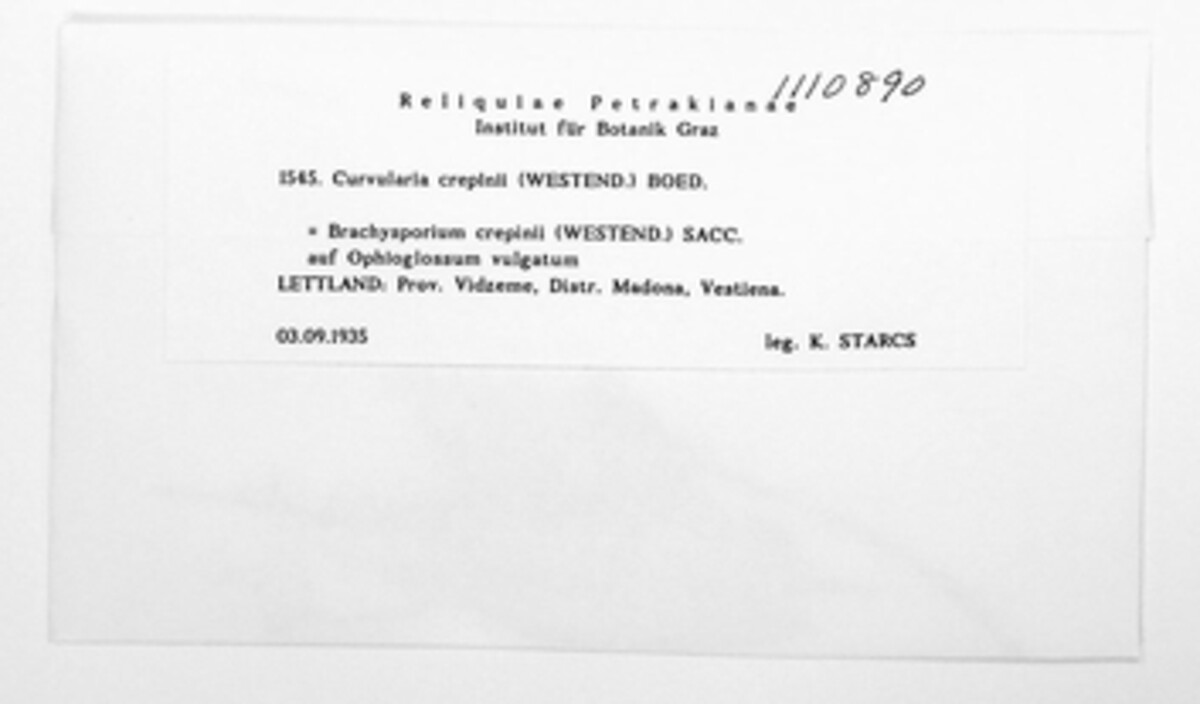 1110890
Reliquiae Petrakianae
Institut für Botanik Graz
1545. Curvularia crepinii (WESTEND.) BOED.
= Brachysporium crepinii (WESTEND.) SACC.
auf Ophioglossum vulgatum
LETTLAND: Prov. Vidzeme, Distr. Madona, Vestiena.
03.09.1935 leg. K. STARCS